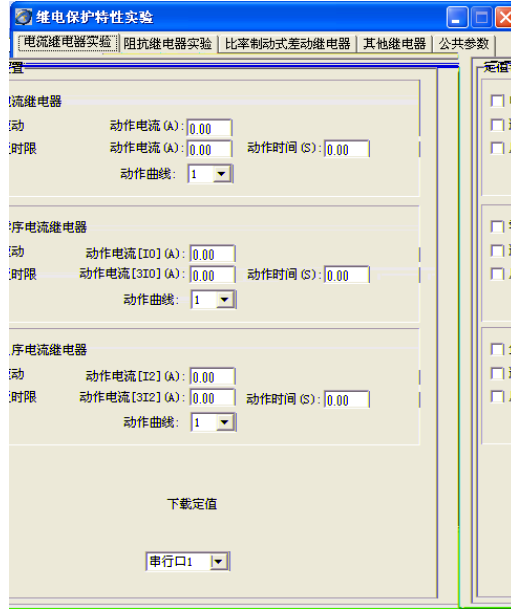 继电保护特性实验
电流继电器实验 阻抗继电器实验 比率制动式差动继电器 其他继电器 公共参数
置 定值
流继电器
动 动作电流(A): 0.00
时限 动作电流(A): 0.00 动作时间(S): 0.00
动作曲线: 1
序电流继电器
动 动作电流[I0](A): 0.00
时限 动作电流[3I0](A): 0.00 动作时间(S): 0.00
动作曲线: 1
序电流继电器
动 动作电流[I2](A): 0.00
时限 动作电流[3I2](A): 0.00 动作时间(S): 0.00
动作曲线: 1
下载定值
串行口1